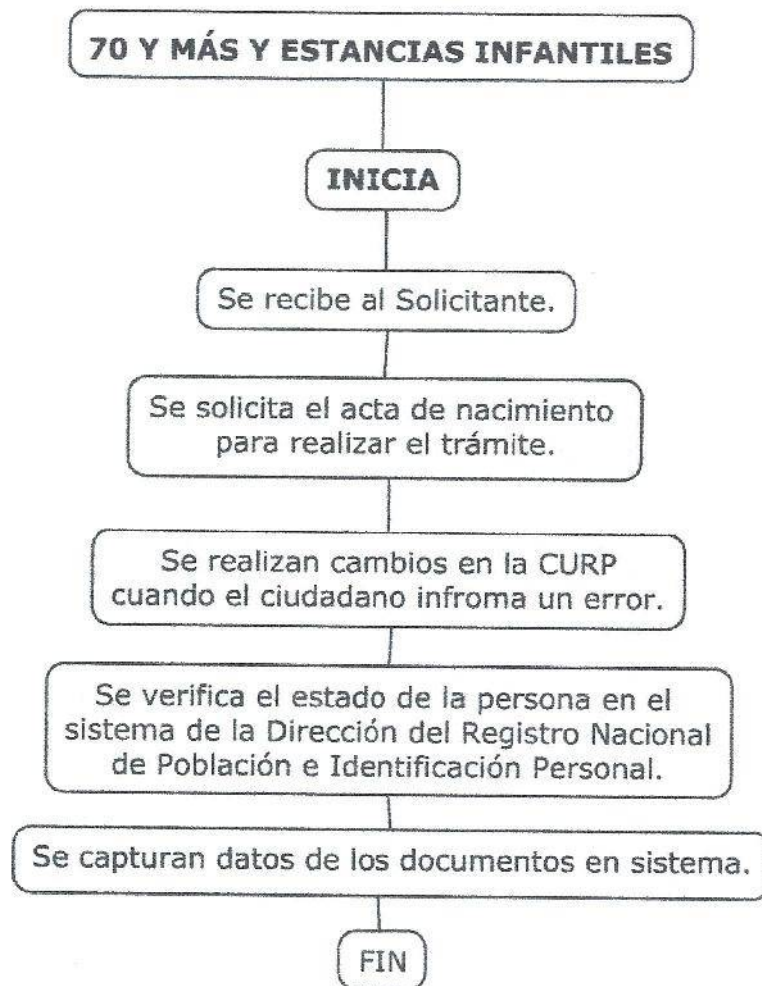 70 Y MÁS Y ESTANCIAS INFANTILES
INICIA
Se recibe al Solicitante.
Se solicita el acta de nacimiento
para realizar el trámite.
Se realizan cambios en la CURP
cuando el ciudadano infroma un error.
Se verifica el estado de la persona en el
sistema de la Dirección del Registro Nacional
de Población e Identificación Personal.
Se capturan datos de los documentos en sistema.
FIN